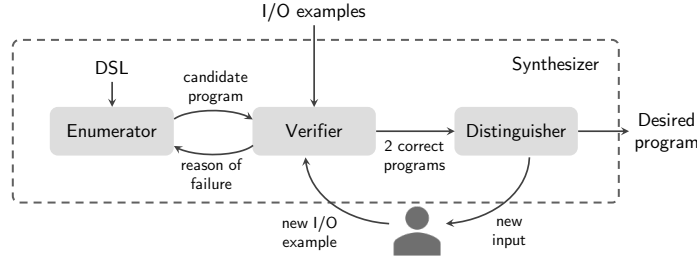 I/O examples
Synthesizer
DSL
candidate
program
Enumerator
Verifier
Distinguisher
Desired
program
2 correct
programs
reason of
failure
new I/O
example
new
input